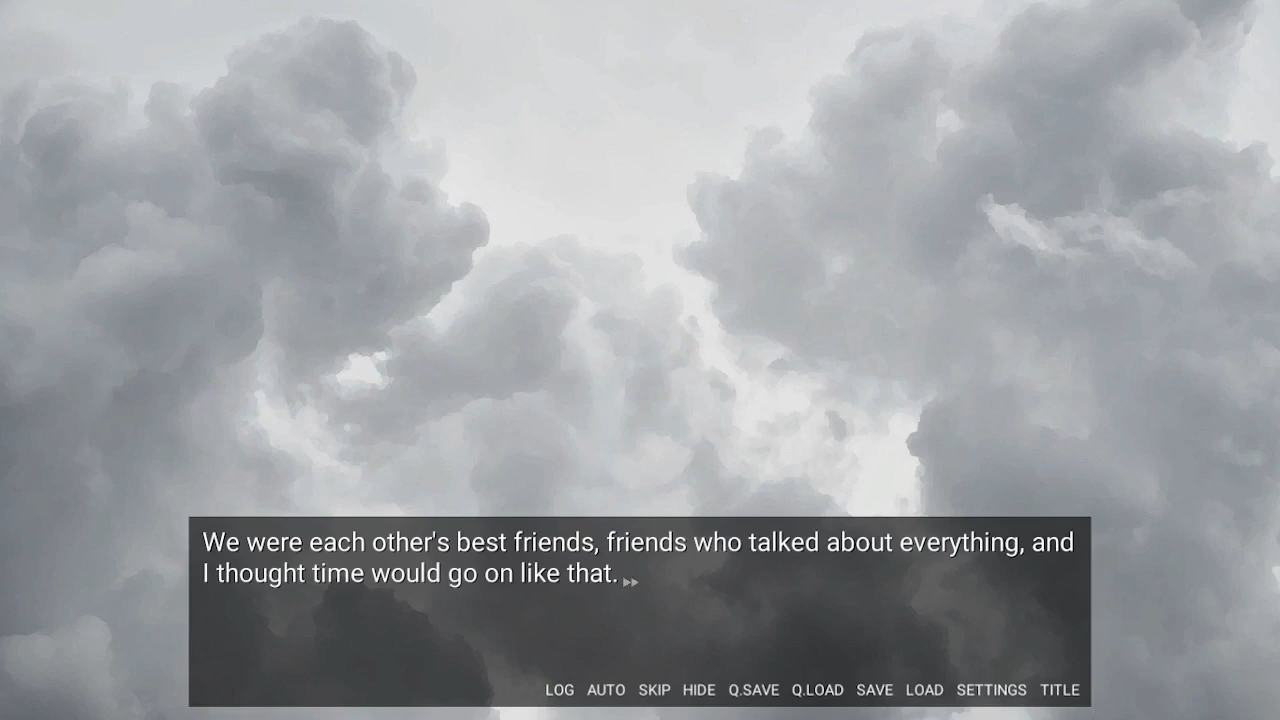 We were each other's best friends, friends who talked about everything, and
I thought time would go on like that.
LOG AUTO SKIP HIDE Q.SAVE Q.LOAD SAVE LOAD SETTINGS TITLE